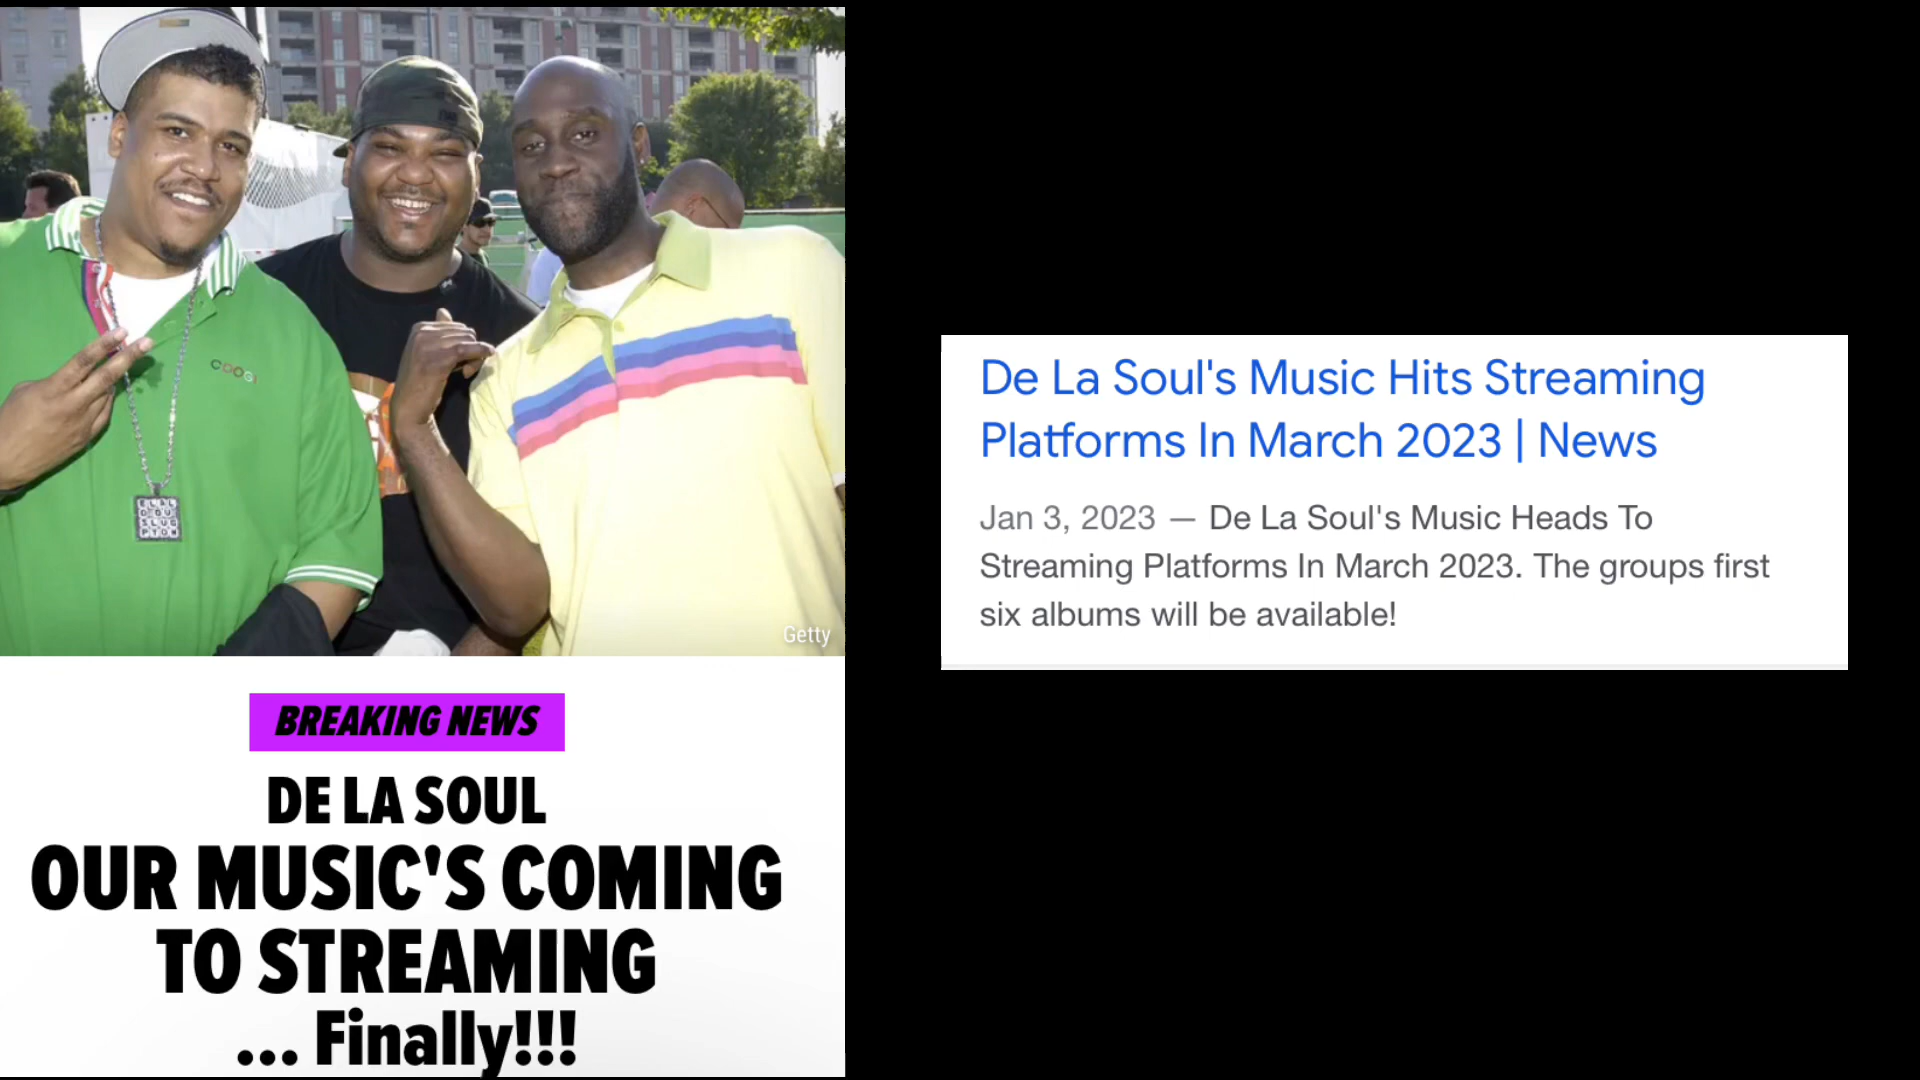 COOGI
Getty
BREAKING NEWS
DE LA SOUL
OUR MUSIC'S COMING
TO STREAMING
... Finally!!!
De La Soul's Music Hits Streaming
Platforms In March 2023 | News
Jan 3, 2023 — De La Soul's Music Heads To
Streaming Platforms In March 2023. The groups first
six albums will be available!